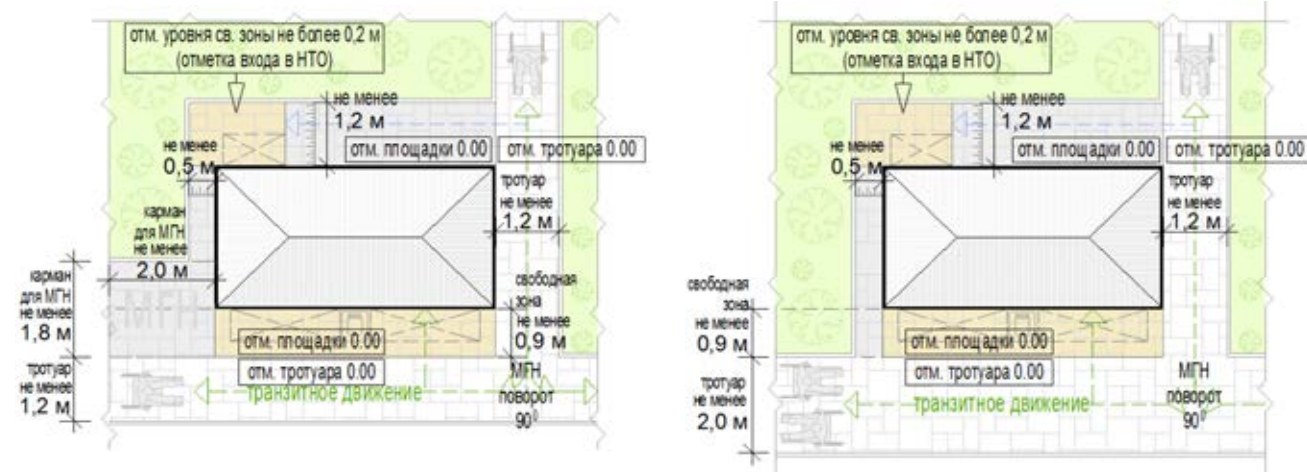 отм. уровня св. зоны не более 0,2 м
(отметка входа в НТО)
не менее
1,2 м
отм. площадки 0.00
отм. тротуара 0.00
не менее
0,5 м
тротуар
не менее
1,2 м
карман
для МГН
не менее
2,0 м
карман
для МГН
не менее
1,8 м
МГН
свободная
зона
не менее
0,9 м
отм. площадки 0.00
отм. тротуара 0.00
тротуар
не менее
1,2 м
транзитное движение
МГН
поворот
90⁰
отм. уровня св. зоны не более 0,2 м
(отметка входа в НТО)
не менее
1,2 м
отм. площадки 0.00
отм. тротуара 0.00
не менее
0,5 м
тротуар
не менее
1,2 м
свободная
зона
не менее
0,9 м
отм. площадки 0.00
отм. тротуара 0.00
тротуар
не менее
2,0 м
транзитное движение
МГН
поворот
90⁰